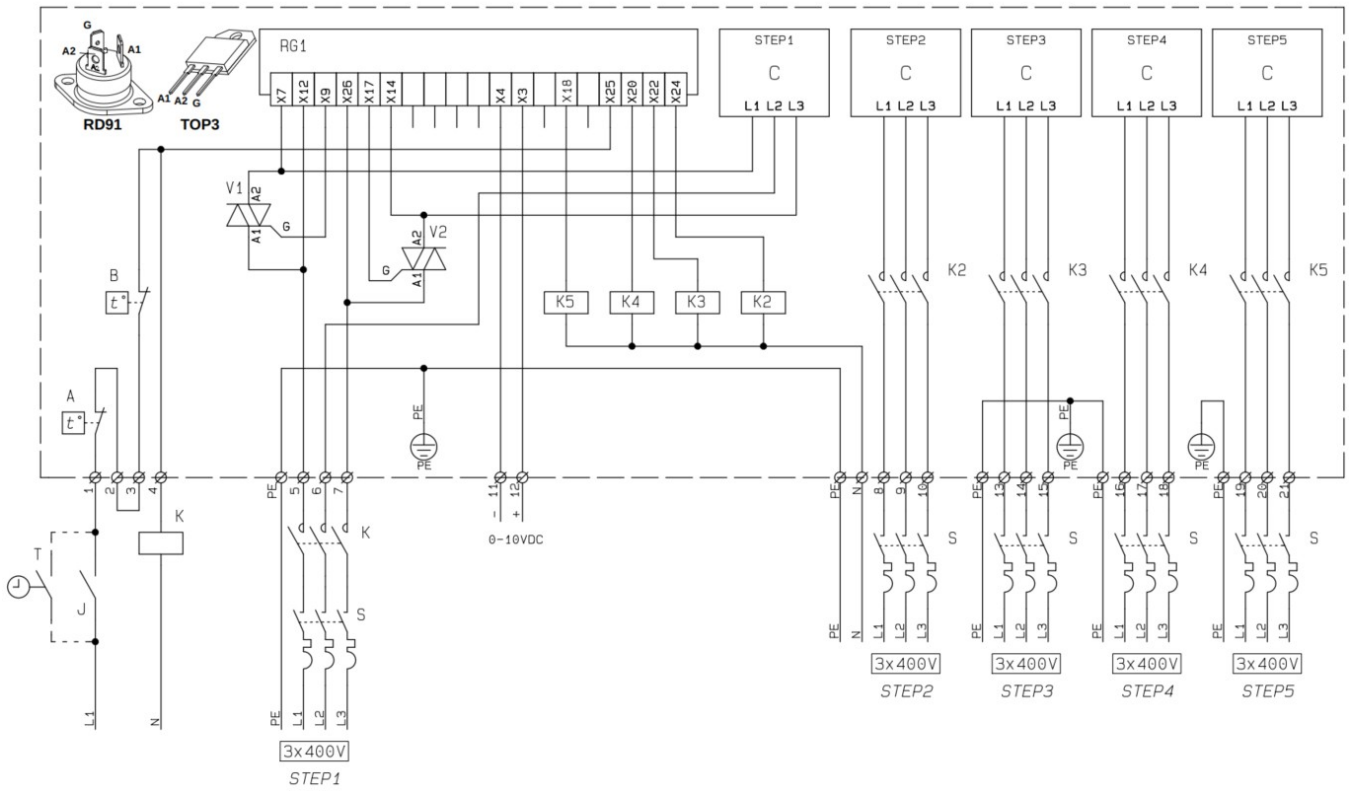 G
A2 A1
A1 A2 G
RD91 TOP3
RG1
X7 X12 X9 X26 X17 X14 X4 X3 X18 X25 X20 X22 X24
STEP1 STEP2 STEP3 STEP4 STEP5
C C C C C
L1 L2 L3 L1 L2 L3 L1 L2 L3 L1 L2 L3 L1 L2 L3
V1 A2 A1 G
V2 A2 A1 G
B
t°
K5 K4 K3 K2
K2 K3 K4 K5
A
t°
PE PE PE
PE PE
1 2 3 4 PE 5 6 7 11 12 PE N 8 9 10 PE 13 14 15 PE 16 17 18 PE 19 20 21
- +
0-10VDC
K K
T J
S S S S S
PE N L1 L2 L3 PE L1 L2 L3 PE L1 L2 L3 PE L1 L2 L3
3x400V 3x400V 3x400V 3x400V
STEP2 STEP3 STEP4 STEP5
L1 N PE L1 L2 L3
3x400V
STEP1